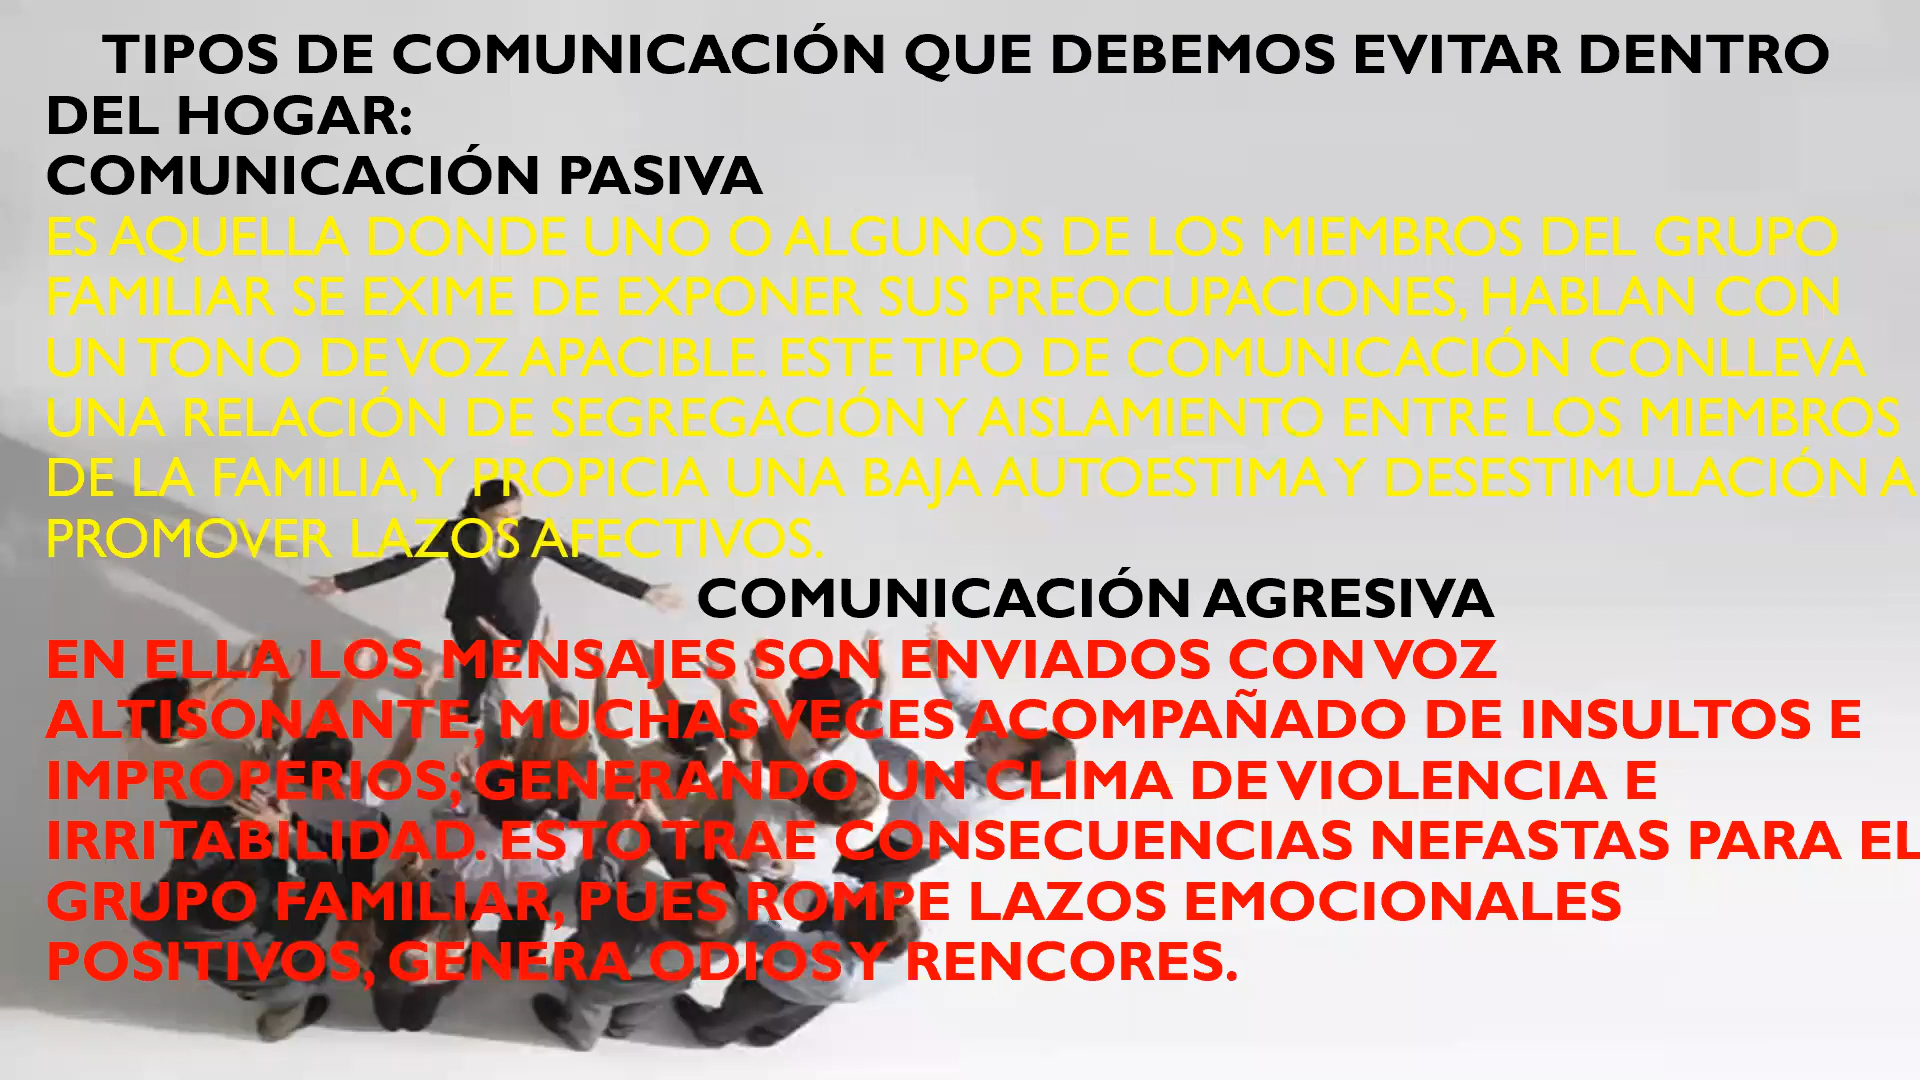 TIPOS DE COMUNICACIÓN QUE DEBEMOS EVITAR DENTRO
DEL HOGAR:
COMUNICACIÓN PASIVA
ES AQUELLA DONDE UNO O ALGUNOS DE LOS MIEMBROS DEL GRUPO
FAMILIAR SE EXIME DE EXPONER SUS PREOCUPACIONES, HABLAN CON
UN TONO DE VOZ APACIBLE. ESTE TIPO DE COMUNICACIÓN CONLLEVA
UNA RELACIÓN DE SEGREGACIÓN Y AISLAMIENTO ENTRE LOS MIEMBROS
DE LA FAMILIA, Y PROPICIA UNA BAJA AUTOESTIMA Y DESESTIMULACIÓN A
PROMOVER LAZOS AFECTIVOS.
COMUNICACIÓN AGRESIVA
EN ELLA LOS MENSAJES SON ENVIADOS CON VOZ
ALTISONANTE, MUCHAS VECES ACOMPAÑADO DE INSULTOS E
IMPROPERIOS; GENERANDO UN CLIMA DE VIOLENCIA E
IRRITABILIDAD. ESTO TRAE CONSECUENCIAS NEFASTAS PARA EL
GRUPO FAMILIAR, PUES ROMPE LAZOS EMOCIONALES
POSITIVOS, GENERA ODIOS Y RENCORES.